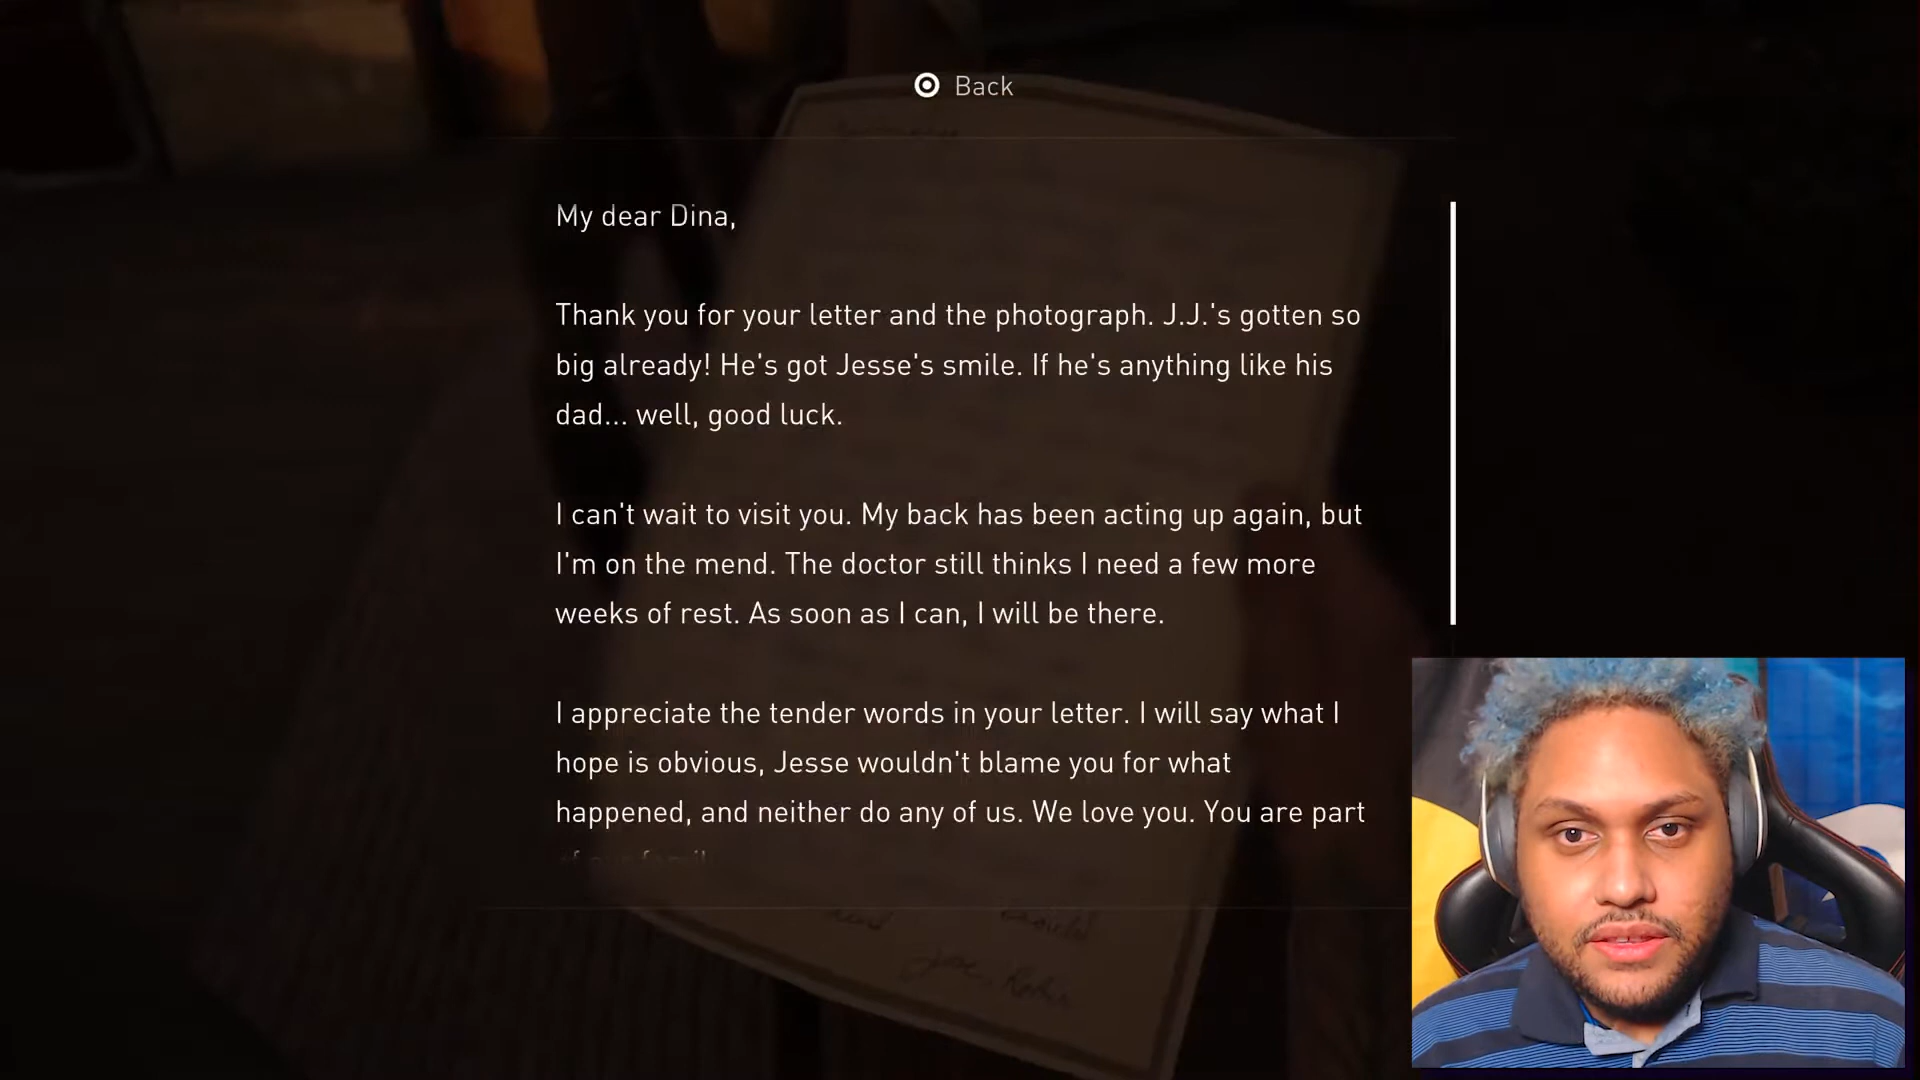 Back
My dear Dina,
Thank you for your letter and the photograph. J.J.'s gotten so
big already! He's got Jesse's smile. If he's anything like his
dad... well, good luck.
I can't wait to visit you. My back has been acting up again, but
I'm on the mend. The doctor still thinks I need a few more
weeks of rest. As soon as I can, I will be there.
I appreciate the tender words in your letter. I will say what I
hope is obvious, Jesse wouldn't blame you for what
happened, and neither do any of us. We love you. You are part
of our family